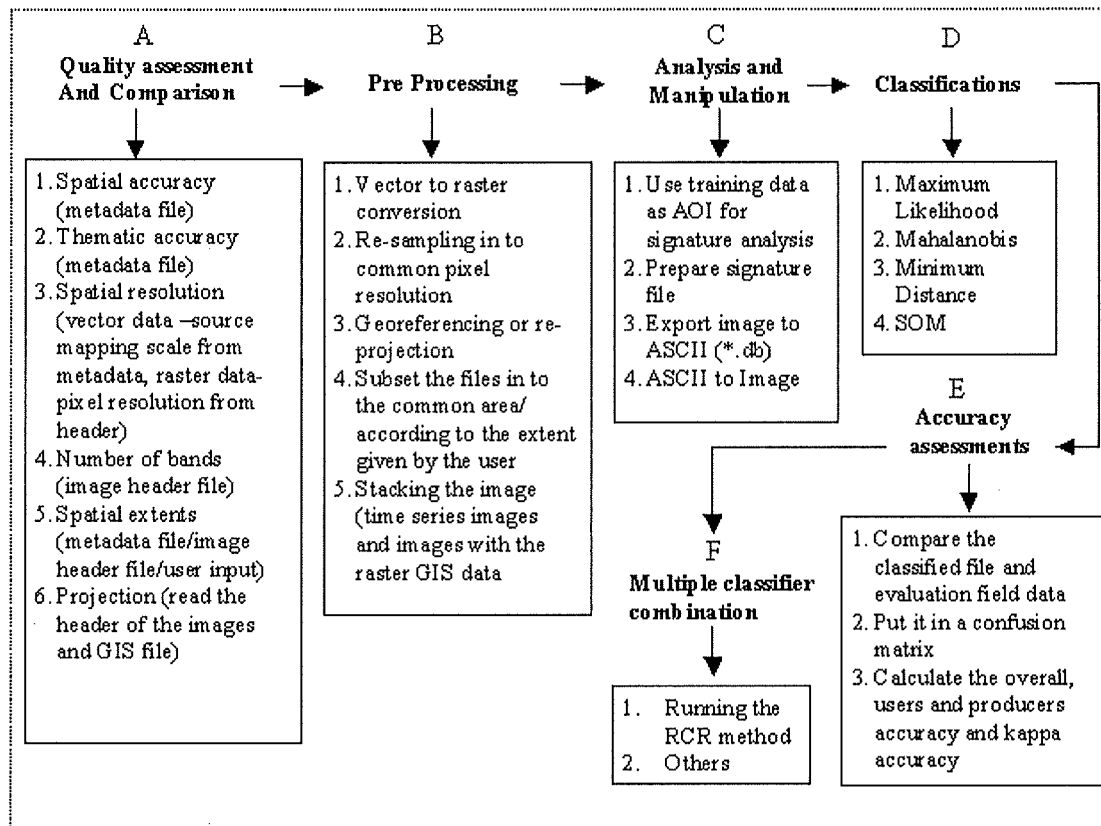 A
Quality assessment
And Comparison
1. Spatial accuracy
(metadata file)
2. Thematic accuracy
(metadata file)
3. Spatial resolution
(vector data –source
mapping scale from
metadata, raster data-
pixel resolution from
header)
4. Number of bands
(image header file)
5. Spatial extents
(metadata file/image
header file/user input)
6. Projection (read the
header of the images
and GIS file)
B
Pre Processing
1. Vector to raster
conversion
2. Re-sampling in to
common pixel
resolution
3. Georeferencing or re-
projection
4. Subset the files in to
the common area/
according to the extent
given by the user
5. Stacking the image
(time series images
and images with the
raster GIS data
C
Analysis and
Manipulation
1. Use training data
as AOI for
signature analysis
2. Prepare signature
file
3. Export image to
ASCII (*.db)
4. ASCII to Image
D
Classifications
1. Maximum
Likelihood
2. Mahalanobis
3. Minimum
Distance
4. SOM
E
Accuracy
assessments
1. Compare the
classified file and
evaluation field data
2. Put it in a confusion
matrix
3. Calculate the overall,
users and producers
accuracy and kappa
accuracy
F
Multiple classifier
combination
1. Running the
RCR method
2. Others